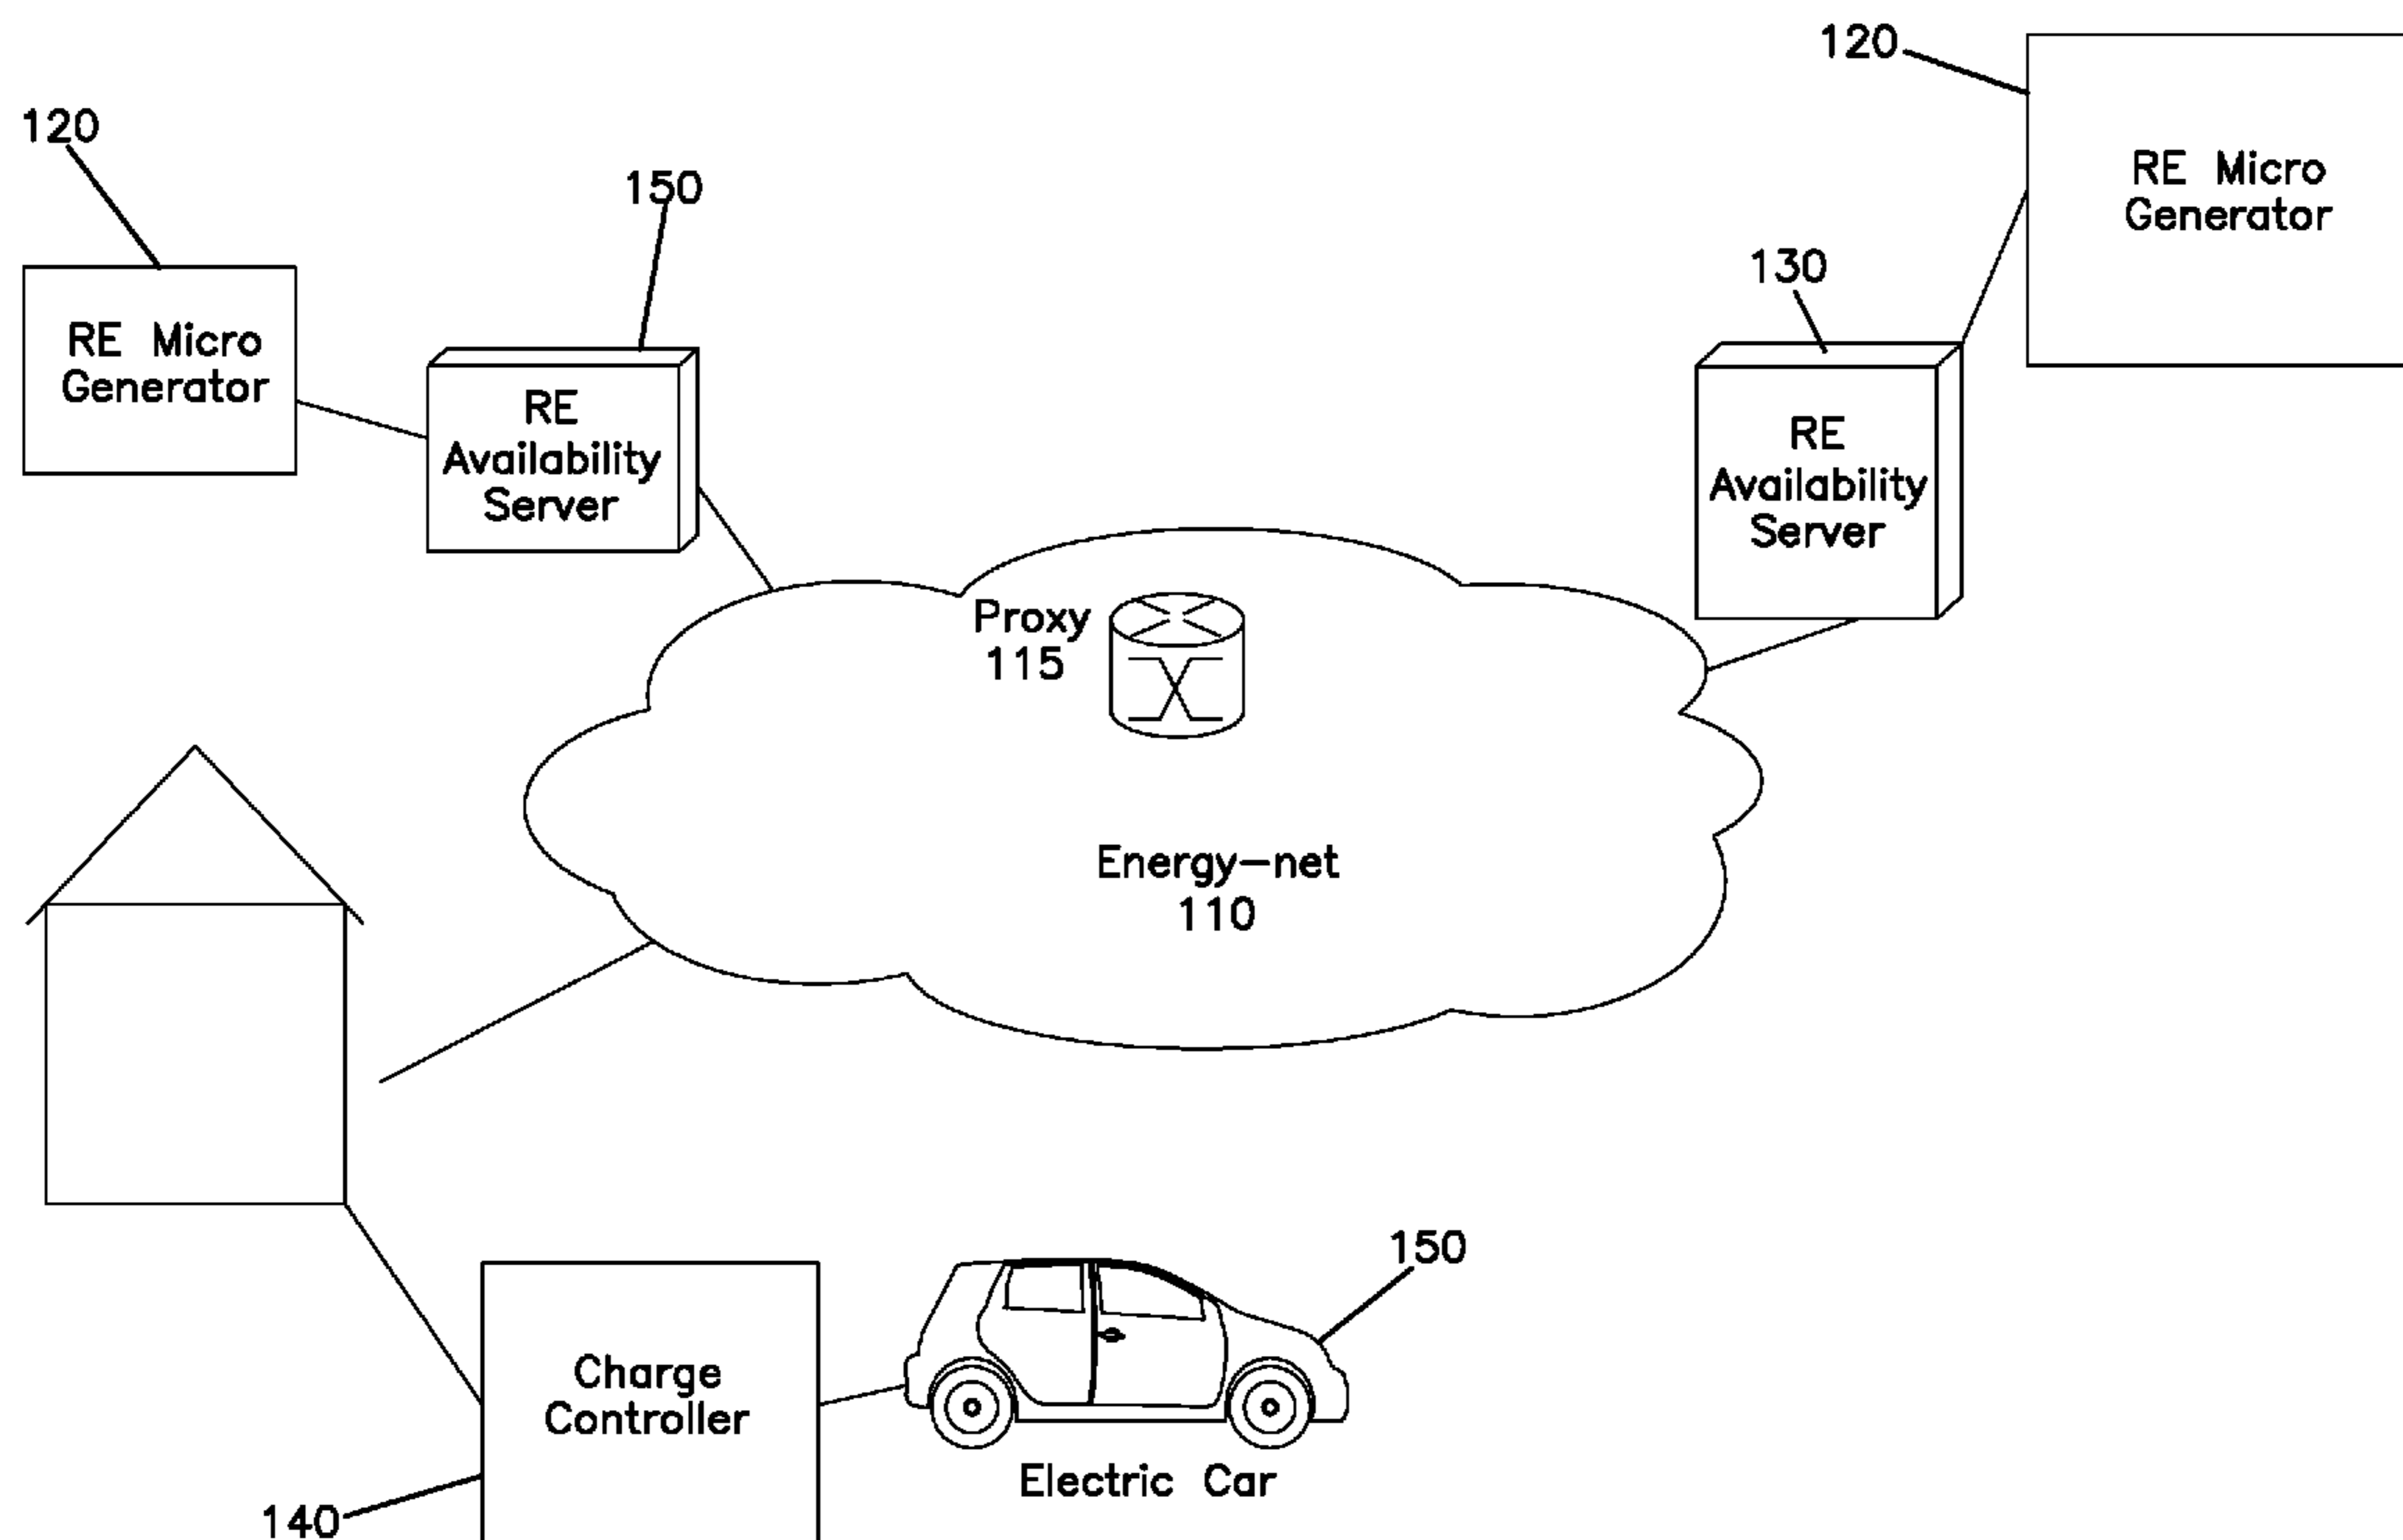 120
120
150
RE Micro
Generator
130
RE Micro
Generator
RE
Availability
Server
RE
Availability
Server
Proxy
115
Energy-net
110
150
Charge
Controller
Electric Car
140